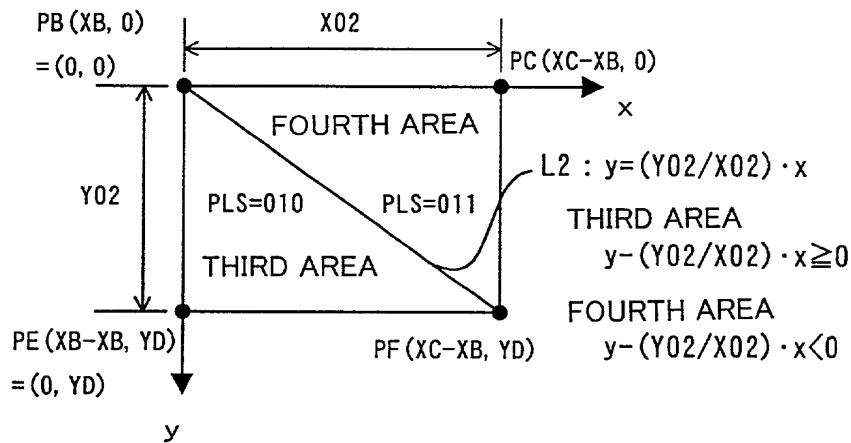 PB(XB, 0)
=(0, 0)
X02
PC(XC-XB, 0)
x
FOURTH AREA
Y02
PLS=010
PLS=011
L2 : y=(Y02/X02)·x
THIRD AREA
THIRD AREA
y-(Y02/X02)·x≧0
FOURTH AREA
y-(Y02/X02)·x<0
PE(XB-XB, YD)
=(0, YD)
PF(XC-XB, YD)
y